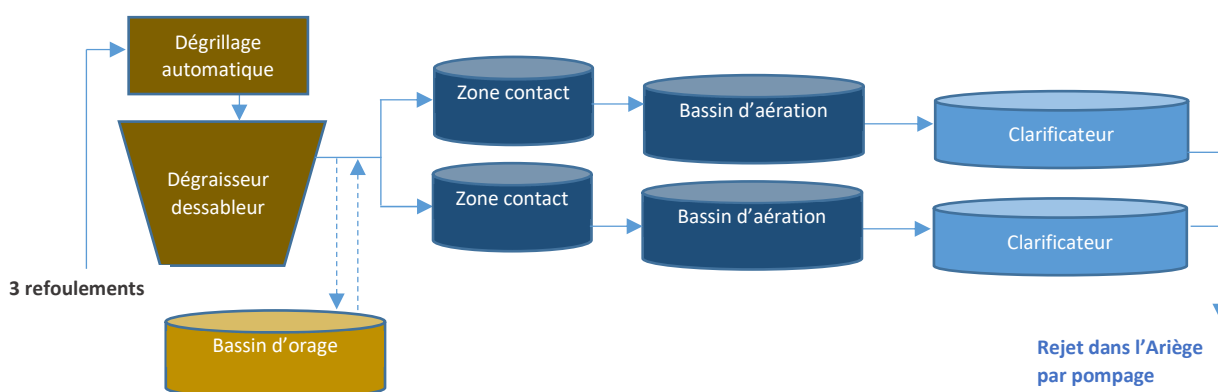 Dégrillage
automatique
Zone contact
Bassin d'aération
Clarificateur
Dégraisseur
dessableur
Zone contact
Bassin d'aération
Clarificateur
3 refoulements
Bassin d'orage
Rejet dans l'Ariège
par pompage